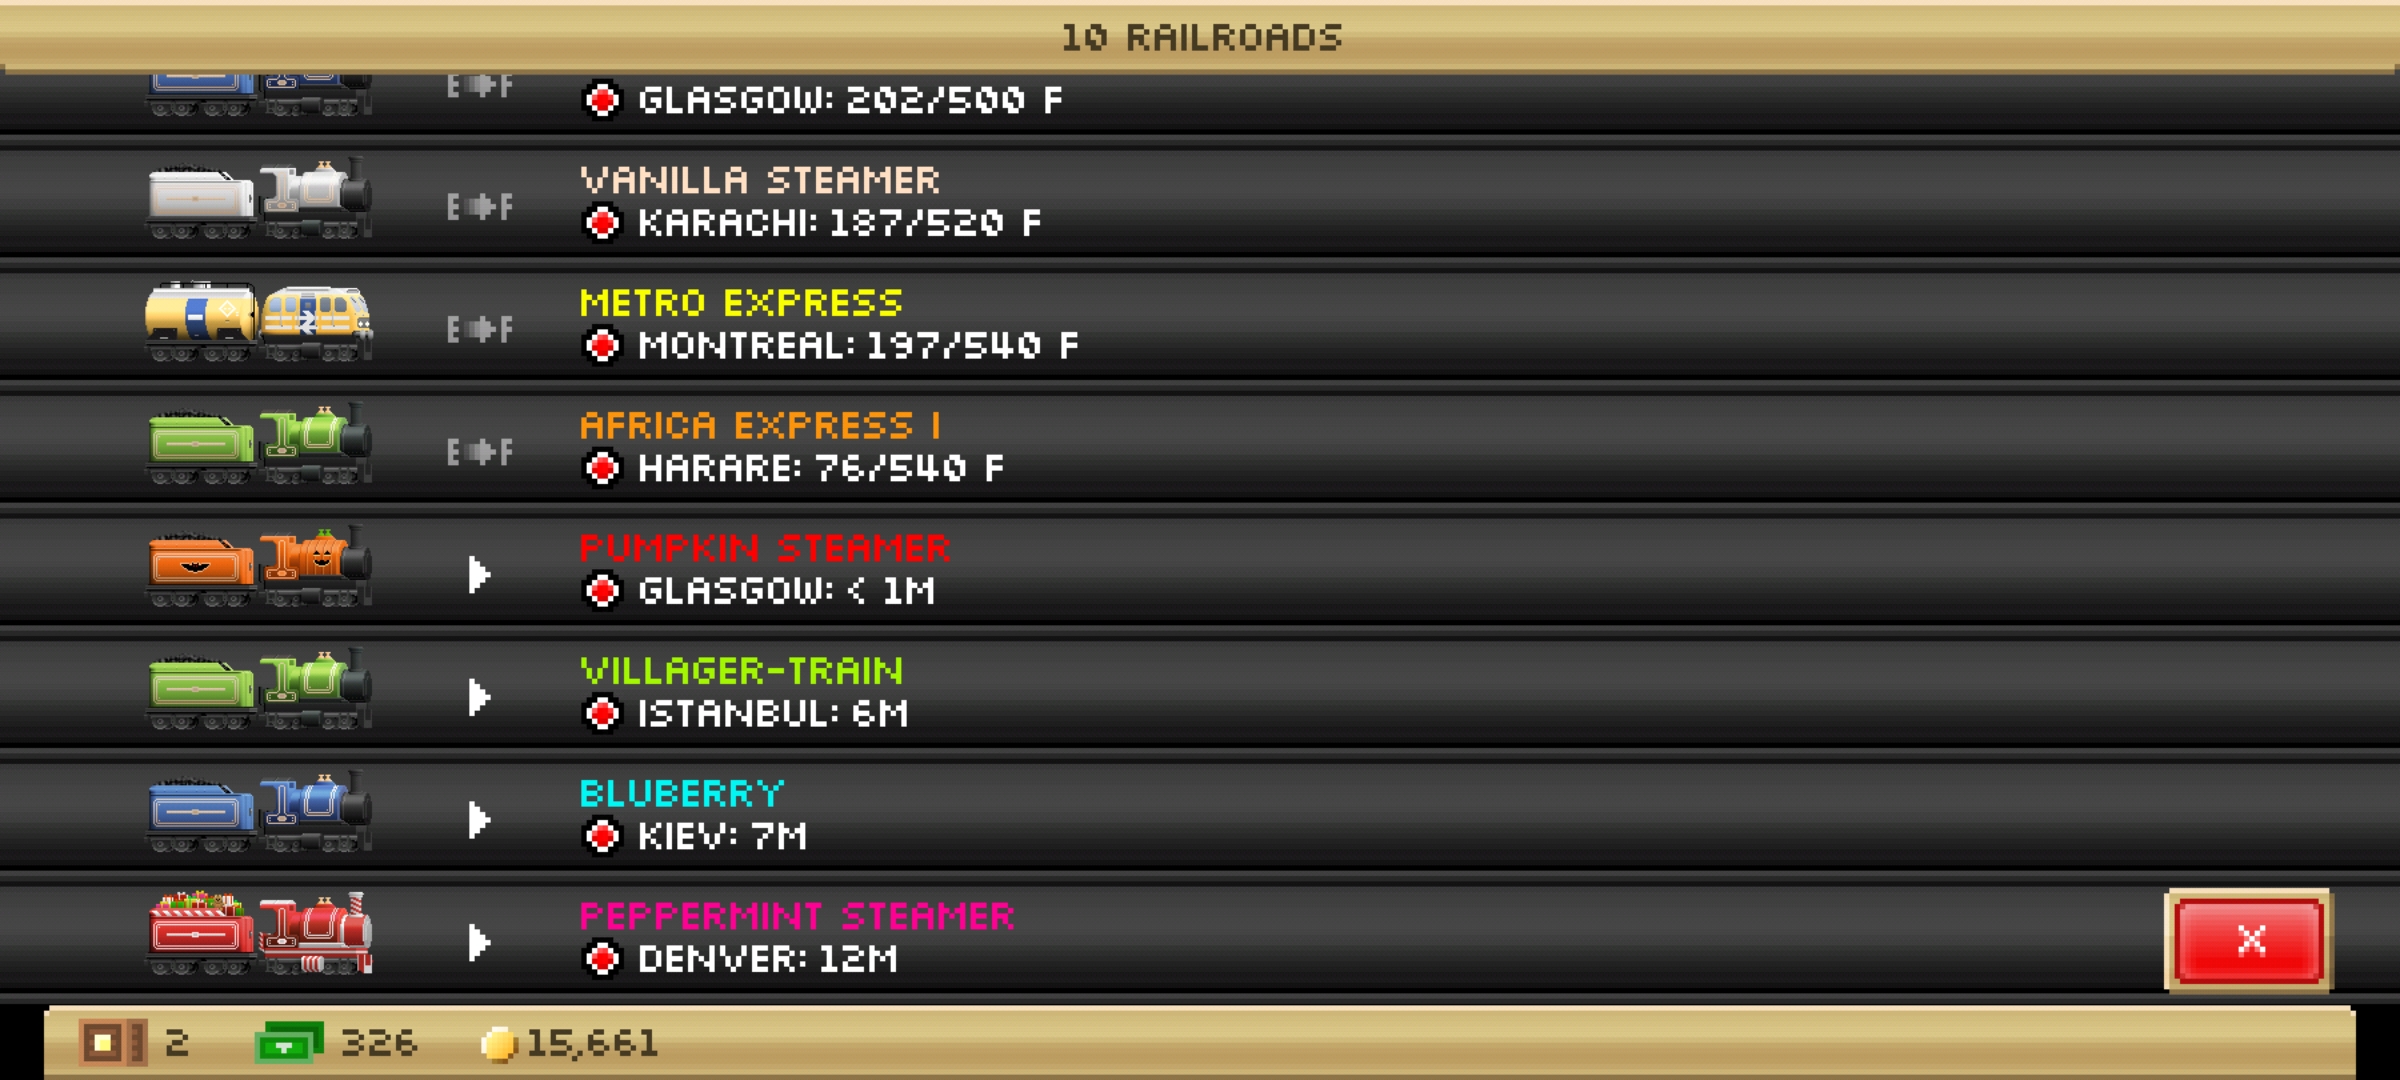 10 RAILROADS
E F
GLASGOW: 202/500 F
VANILLA STEAMER
E F
KARACHI: 187/520 F
METRO EXPRESS
E F
MONTREAL: 197/540 F
AFRICA EXPRESS I
E F
HARARE: 76/540 F
PUMPKIN STEAMER
GLASGOW: < 1M
VILLAGER-TRAIN
ISTANBUL: 6M
BLUBERRY
KIEV: 7M
PEPPERMINT STEAMER
DENVER: 12M
X
2 326 15,661